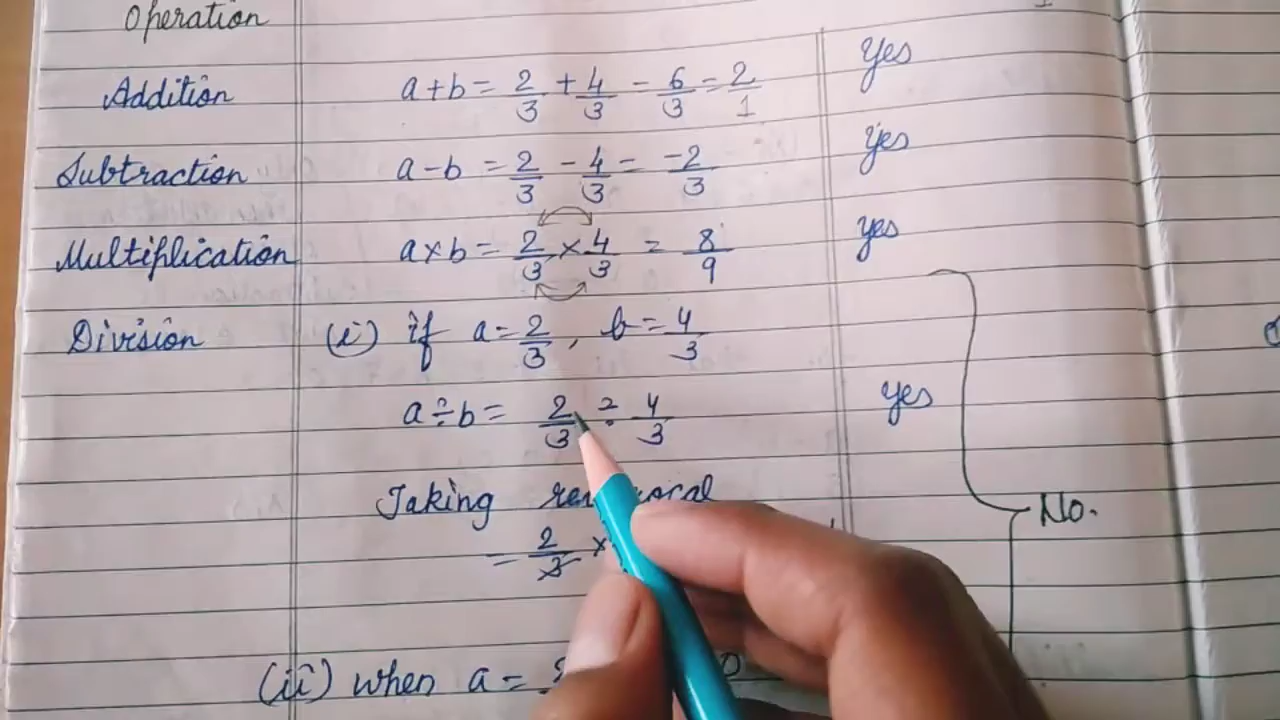 Operation
Addition a+b = 2/3 + 4/3 = 6/3 = 2/1 Yes
Subtraction a-b = 2/3 - 4/3 = -2/3 Yes
Multiplication a×b = 2/3 × 4/3 = 8/9 Yes
Division (i) if a = 2/3, b = 4/3
a÷b = 2/3 ÷ 4/3 Yes
Taking
No.
= 2/3 ×
(ii) when a =